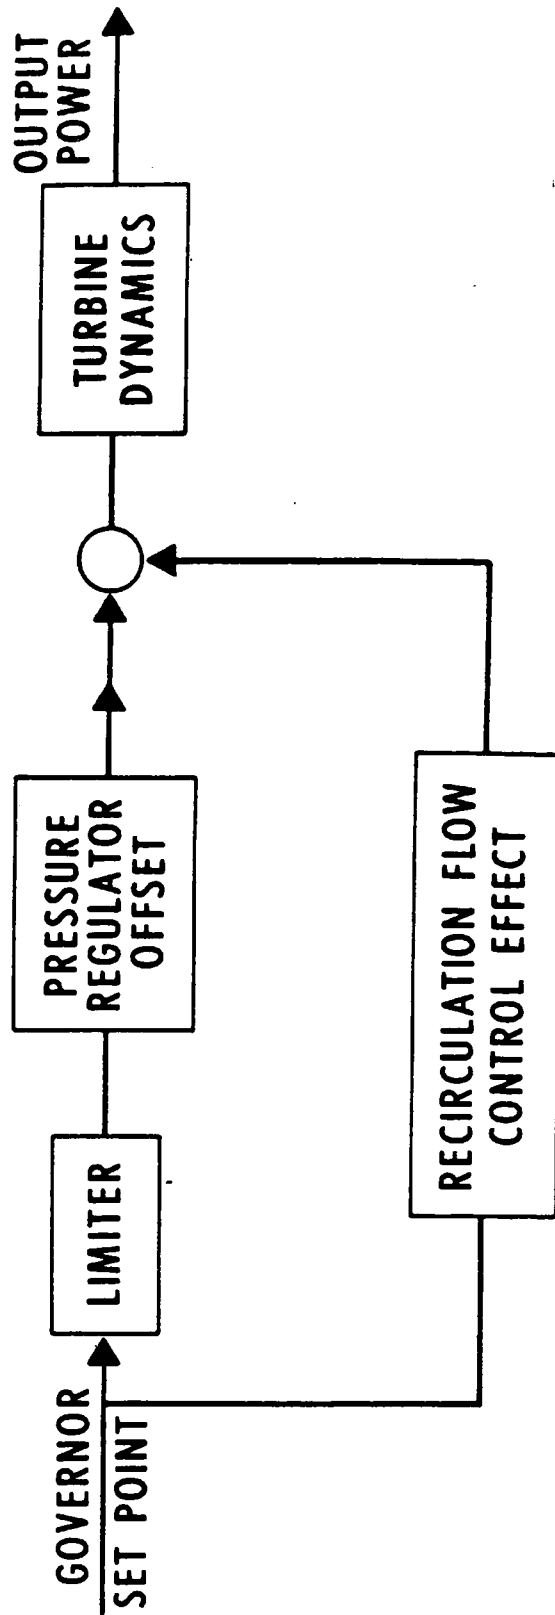 GOVERNOR
SET POINT
LIMITER
PRESSURE
REGULATOR
OFFSET
TURBINE
DYNAMICS
OUTPUT
POWER
RECIRCULATION FLOW
CONTROL EFFECT